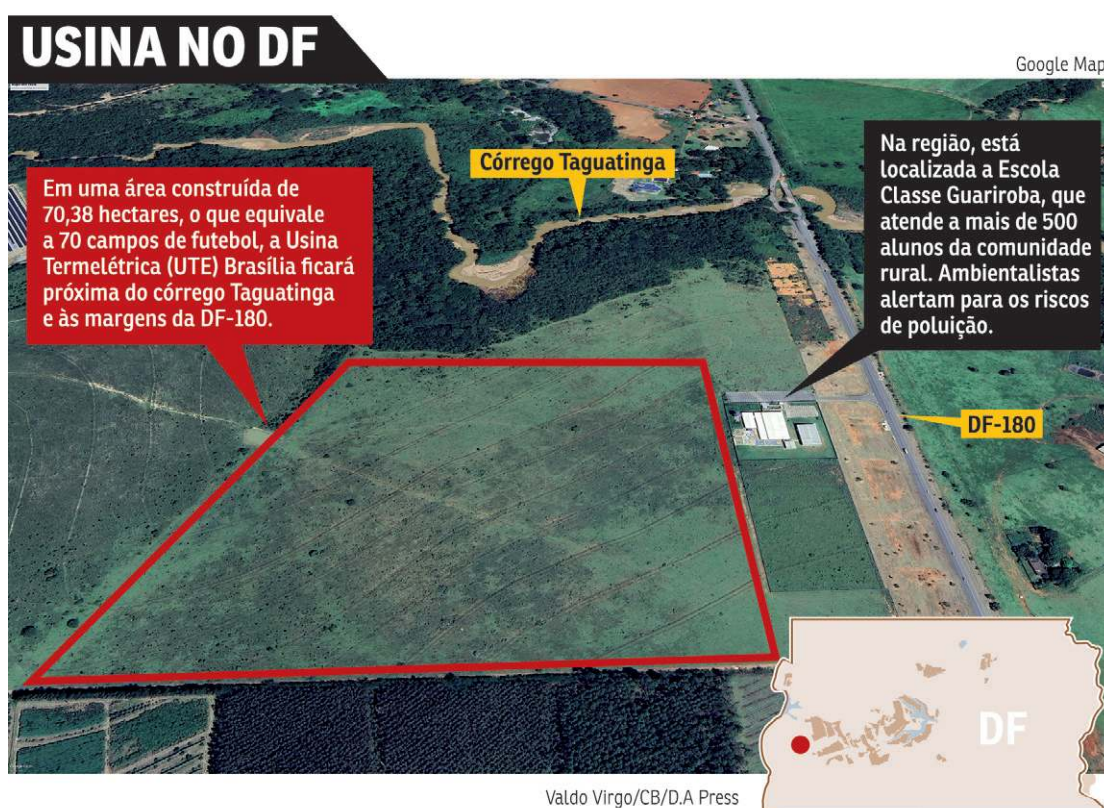 USINA NO DF
Google Map
Em uma área construída de
70,38 hectares, o que equivale
a 70 campos de futebol, a Usina
Termelétrica (UTE) Brasília ficará
próxima do córrego Taguatinga
e às margens da DF-180.
Córrego Taguatinga
Na região, está
localizada a Escola
Classe Guariroba, que
atende a mais de 500
alunos da comunidade
rural. Ambientalistas
alertam para os riscos
de poluição.
DF-180
DF
Valdo Virgo/CB/D.A Press